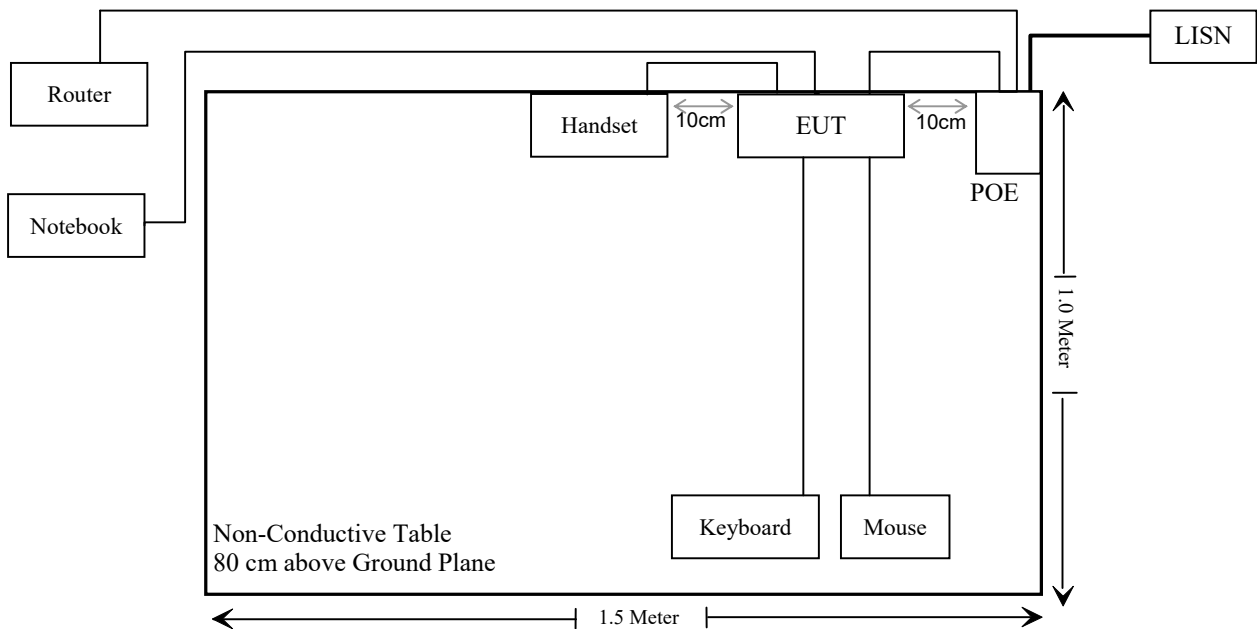 LISN
Router
Handset
10cm
EUT
10cm
POE
Notebook
1.0 Meter
Keyboard
Mouse
Non-Conductive Table
80 cm above Ground Plane
1.5 Meter